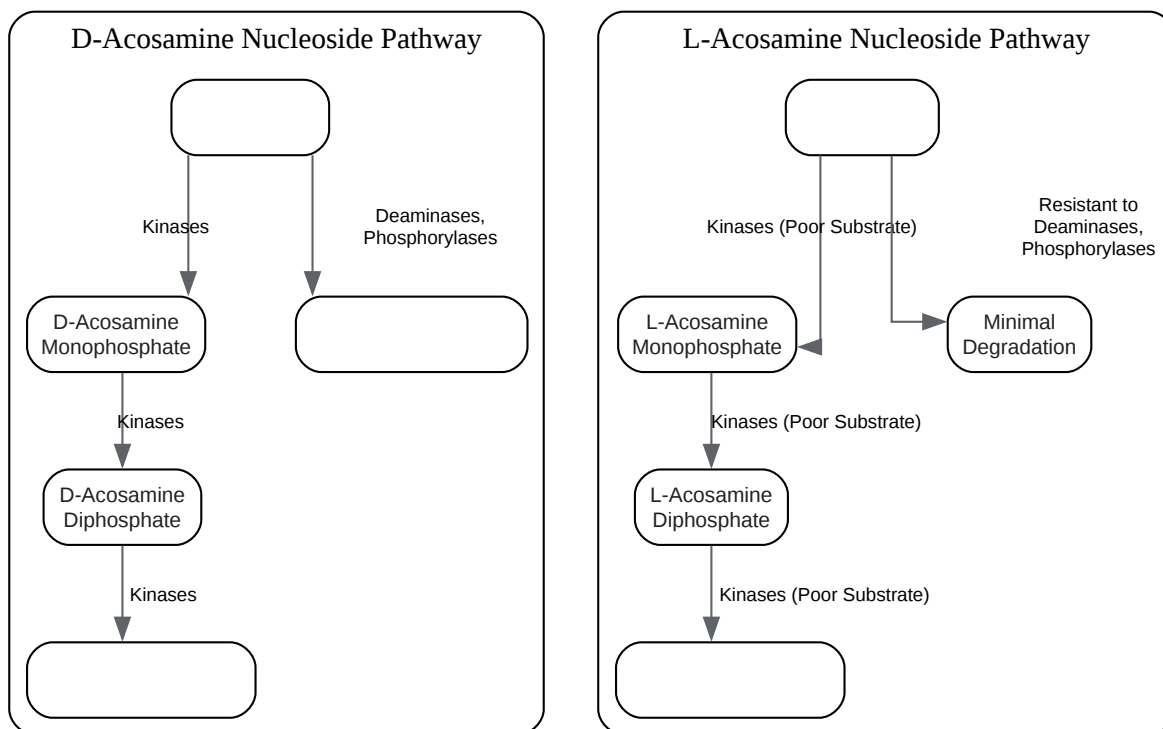 D-Acosamine Nucleoside Pathway
Kinases
Deaminases,
Phosphorylases
D-Acosamine
Monophosphate
Kinases
D-Acosamine
Diphosphate
Kinases
L-Acosamine Nucleoside Pathway
Kinases (Poor Substrate)
Resistant to
Deaminases,
Phosphorylases
L-Acosamine
Monophosphate
Minimal
Degradation
Kinases (Poor Substrate)
L-Acosamine
Diphosphate
Kinases (Poor Substrate)